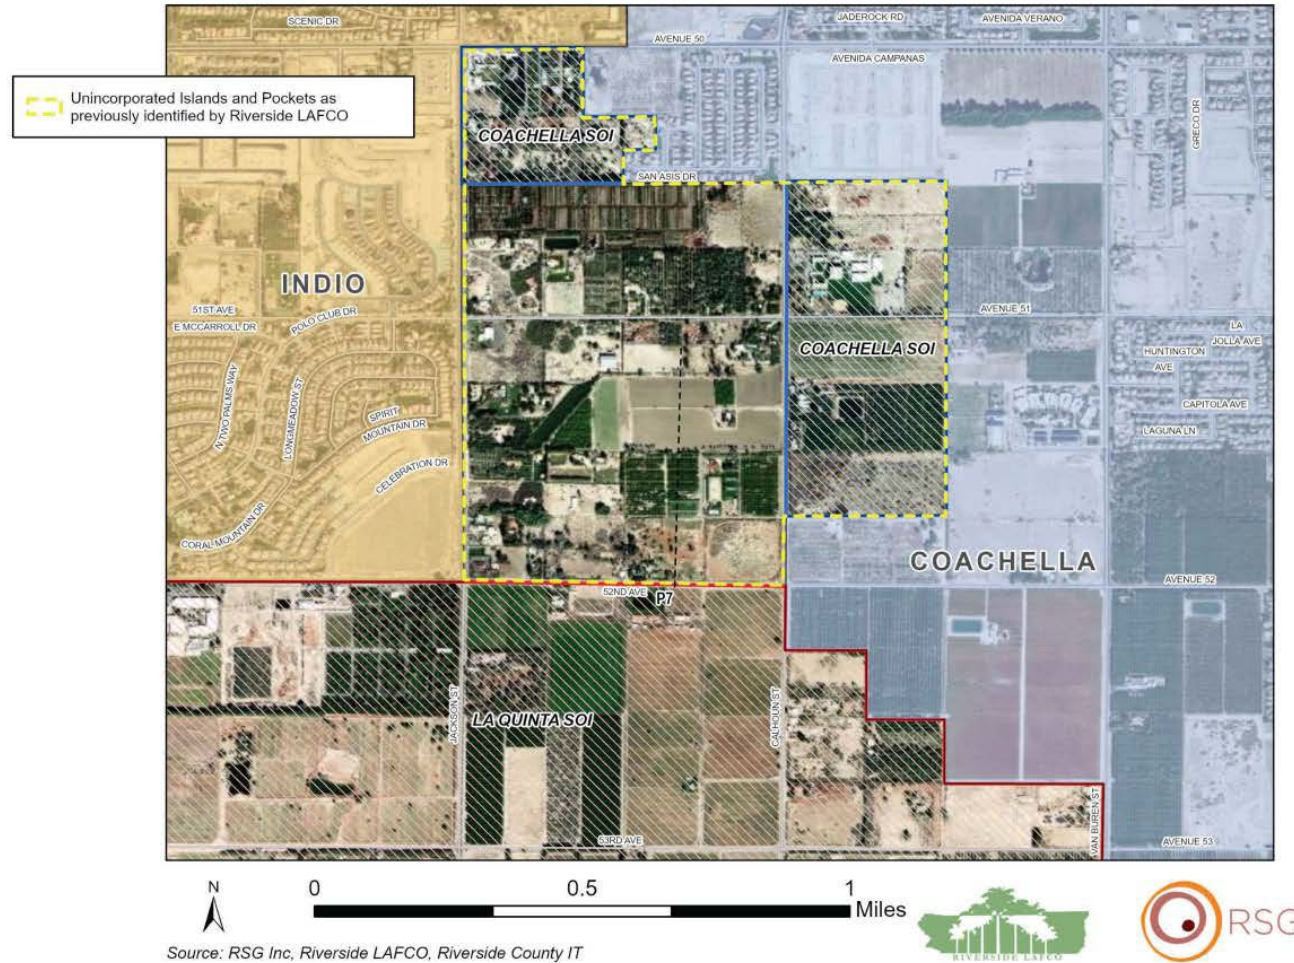 SCENIC DR
JADEROCK RD
AVENIDA VERANO
AVENUE 50
AVENIDA CAMPANAS
Unincorporated Islands and Pockets as
previously identified by Riverside LAFCO
GRECO DR
COACHELLA SOI
SAN ASIS DR
INDIO
51ST AVE
AVENUE 51
E MCCARROLL DR
POLO CLUB DR
LA
JOLLA AVE
COACHELLA SOI
HUNTINGTON
AVE
N TWO PALMS WAY
LONGMEADOW ST
SPIRIT
MOUNTAIN DR
CAPITOLA AVE
LAGUNA LN
CELEBRATION DR
CORAL MOUNTAIN DR
COACHELLA
AVENUE 52
52ND AVE
P7
JACKSON ST
LA QUINTA SOI
CALHOUN ST
VAN BUREN ST
53RD AVE
AVENUE 53
N
0
0.5
1
Miles
RIVERSIDE LAFCO
RSG
Source: RSG Inc, Riverside LAFCO, Riverside County IT